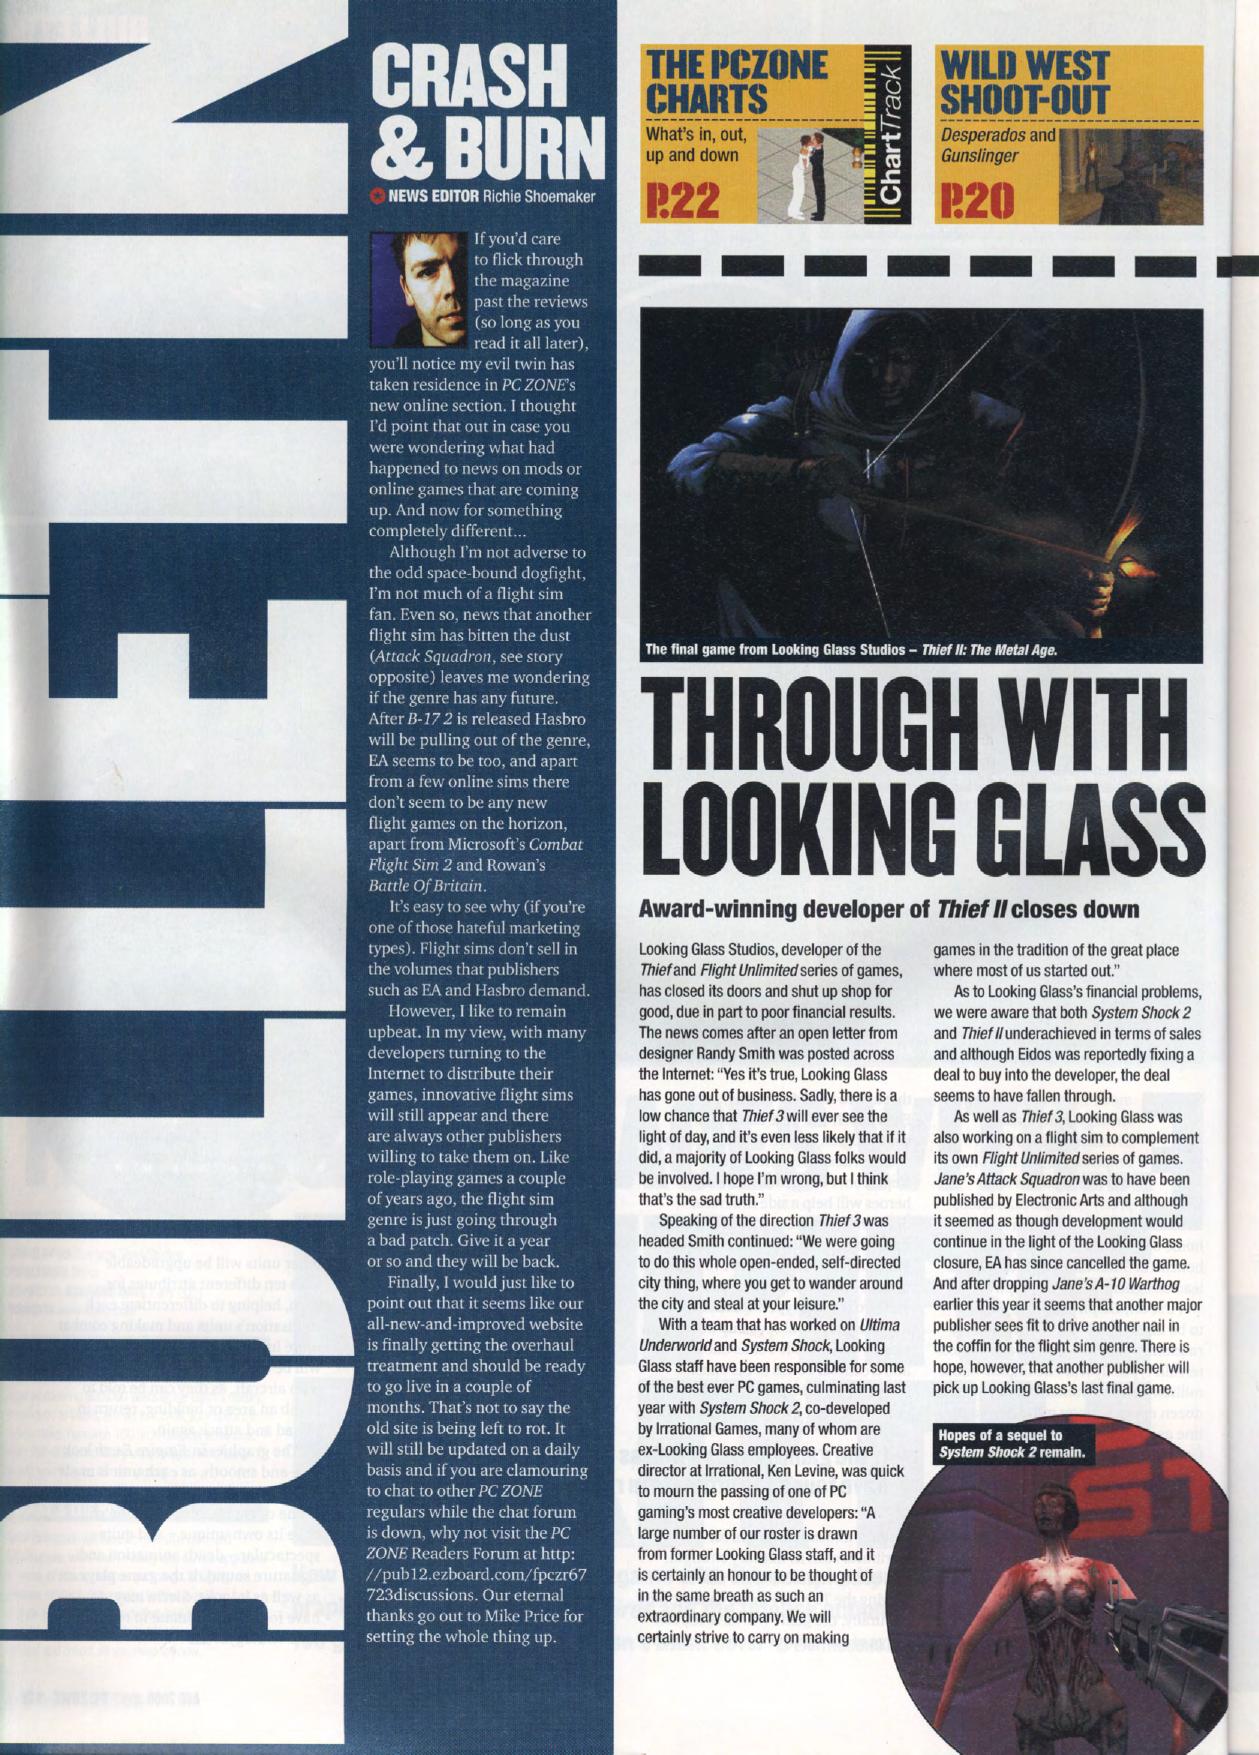 BULLETIN
CRASH
& BURN
NEWS EDITOR Richie Shoemaker
If you'd care
to flick through
the magazine
past the reviews
(so long as you
read it all later),
you'll notice my evil twin has
taken residence in PC ZONE's
new online section. I thought
I'd point that out in case you
were wondering what had
happened to news on mods or
online games that are coming
up. And now for something
completely different...
Although I'm not adverse to
the odd space-bound dogfight,
I'm not much of a flight sim
fan. Even so, news that another
flight sim has bitten the dust
(Attack Squadron, see story
opposite) leaves me wondering
if the genre has any future.
After B-17 2 is released Hasbro
will be pulling out of the genre,
EA seems to be too, and apart
from a few online sims there
don't seem to be any new
flight games on the horizon,
apart from Microsoft's Combat
Flight Sim 2 and Rowan's
Battle Of Britain.
It's easy to see why (if you're
one of those hateful marketing
types). Flight sims don't sell in
the volumes that publishers
such as EA and Hasbro demand.
However, I like to remain
upbeat. In my view, with many
developers turning to the
Internet to distribute their
games, innovative flight sims
will still appear and there
are always other publishers
willing to take them on. Like
role-playing games a couple
of years ago, the flight sim
genre is just going through
a bad patch. Give it a year
or so and they will be back.
Finally, I would just like to
point out that it seems like our
all-new-and-improved website
is finally getting the overhaul
treatment and should be ready
to go live in a couple of
months. That's not to say the
old site is being left to rot. It
will still be updated on a daily
basis and if you are clamouring
to chat to other PC ZONE
regulars while the chat forum
is down, why not visit the PC
ZONE Readers Forum at http:
//pub12.ezboard.com/fpczr67
723discussions. Our eternal
thanks go out to Mike Price for
setting the whole thing up.
THE PCZONE
CHARTS
What's in, out,
up and down
P.22
ChartTrack
WILD WEST
SHOOT-OUT
Desperados and
Gunslinger
P.20
The final game from Looking Glass Studios – Thief II: The Metal Age.
THROUGH WITH
LOOKING GLASS
Award-winning developer of Thief II closes down
Looking Glass Studios, developer of the
Thief and Flight Unlimited series of games,
has closed its doors and shut up shop for
good, due in part to poor financial results.
The news comes after an open letter from
designer Randy Smith was posted across
the Internet: "Yes it's true, Looking Glass
has gone out of business. Sadly, there is a
low chance that Thief 3 will ever see the
light of day, and it's even less likely that if it
did, a majority of Looking Glass folks would
be involved. I hope I'm wrong, but I think
that's the sad truth."
Speaking of the direction Thief 3 was
headed Smith continued: "We were going
to do this whole open-ended, self-directed
city thing, where you get to wander around
the city and steal at your leisure."
With a team that has worked on Ultima
Underworld and System Shock, Looking
Glass staff have been responsible for some
of the best ever PC games, culminating last
year with System Shock 2, co-developed
by Irrational Games, many of whom are
ex-Looking Glass employees. Creative
director at Irrational, Ken Levine, was quick
to mourn the passing of one of PC
gaming's most creative developers: "A
large number of our roster is drawn
from former Looking Glass staff, and it
is certainly an honour to be thought of
in the same breath as such an
extraordinary company. We will
certainly strive to carry on making
games in the tradition of the great place
where most of us started out."
As to Looking Glass's financial problems,
we were aware that both System Shock 2
and Thief II underachieved in terms of sales
and although Eidos was reportedly fixing a
deal to buy into the developer, the deal
seems to have fallen through.
As well as Thief 3, Looking Glass was
also working on a flight sim to complement
its own Flight Unlimited series of games.
Jane's Attack Squadron was to have been
published by Electronic Arts and although
it seemed as though development would
continue in the light of the Looking Glass
closure, EA has since cancelled the game.
And after dropping Jane's A-10 Warthog
earlier this year it seems that another major
publisher sees fit to drive another nail in
the coffin for the flight sim genre. There is
hope, however, that another publisher will
pick up Looking Glass's last final game.
Hopes of a sequel to
System Shock 2 remain.